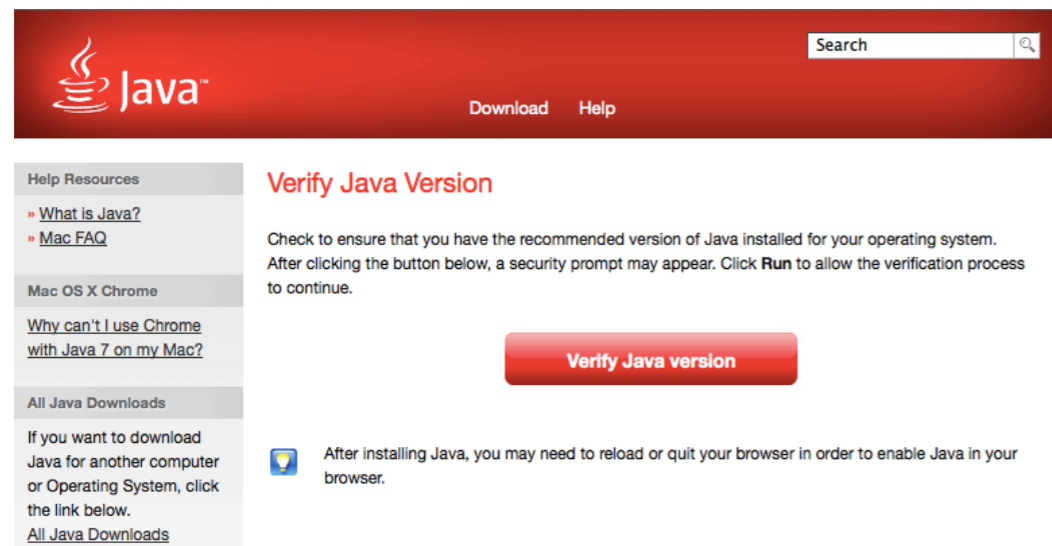 Java™
Search
Download
Help
Help Resources
» What is Java?
» Mac FAQ
Mac OS X Chrome
Why can't I use Chrome
with Java 7 on my Mac?
All Java Downloads
If you want to download
Java for another computer
or Operating System, click
the link below.
All Java Downloads
Verify Java Version
Check to ensure that you have the recommended version of Java installed for your operating system.
After clicking the button below, a security prompt may appear. Click Run to allow the verification process
to continue.
Verify Java version
After installing Java, you may need to reload or quit your browser in order to enable Java in your
browser.